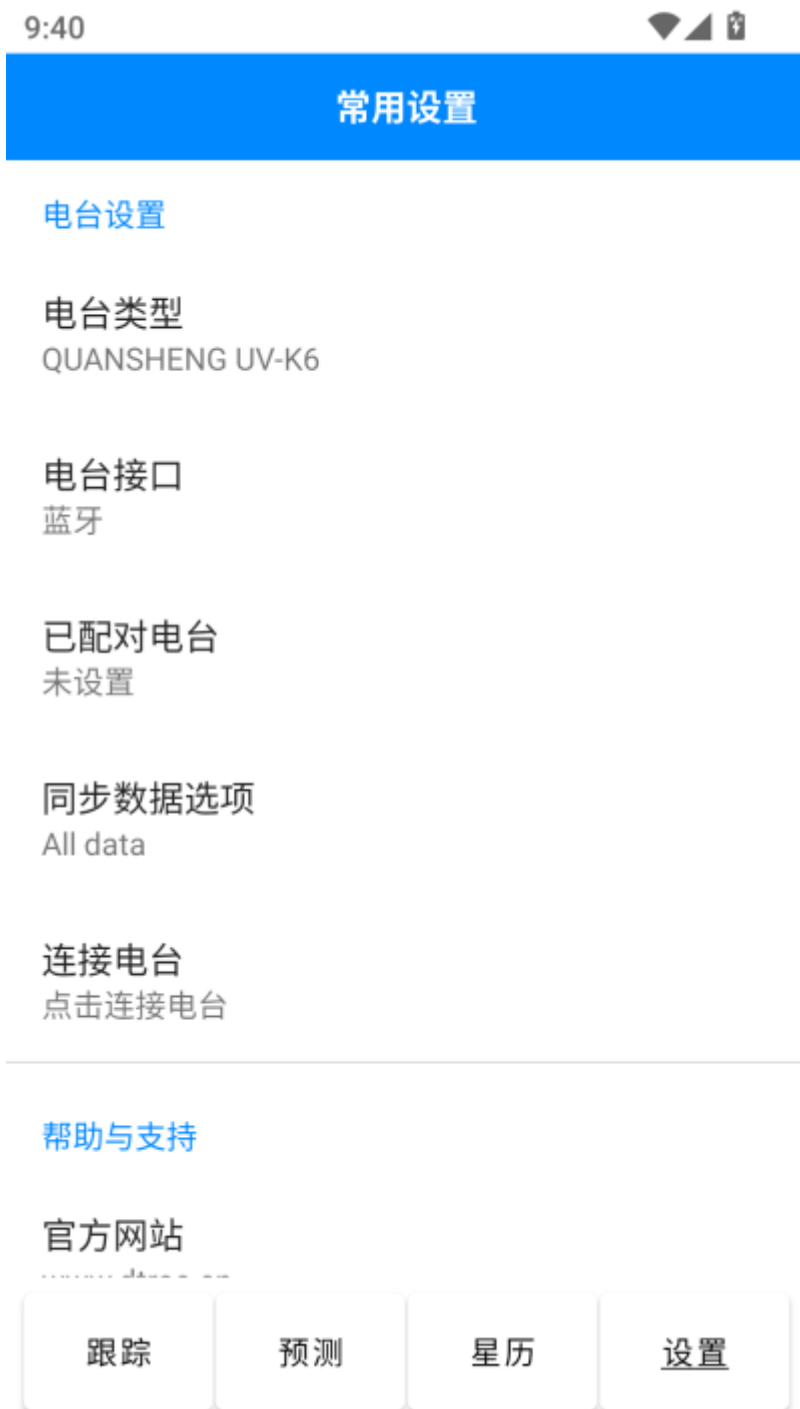 9:40
常用设置
电台设置
电台类型
QUANSHENG UV-K6
电台接口
蓝牙
已配对电台
未设置
同步数据选项
All data
连接电台
点击连接电台
帮助与支持
官方网站
跟踪
预测
星历
设置